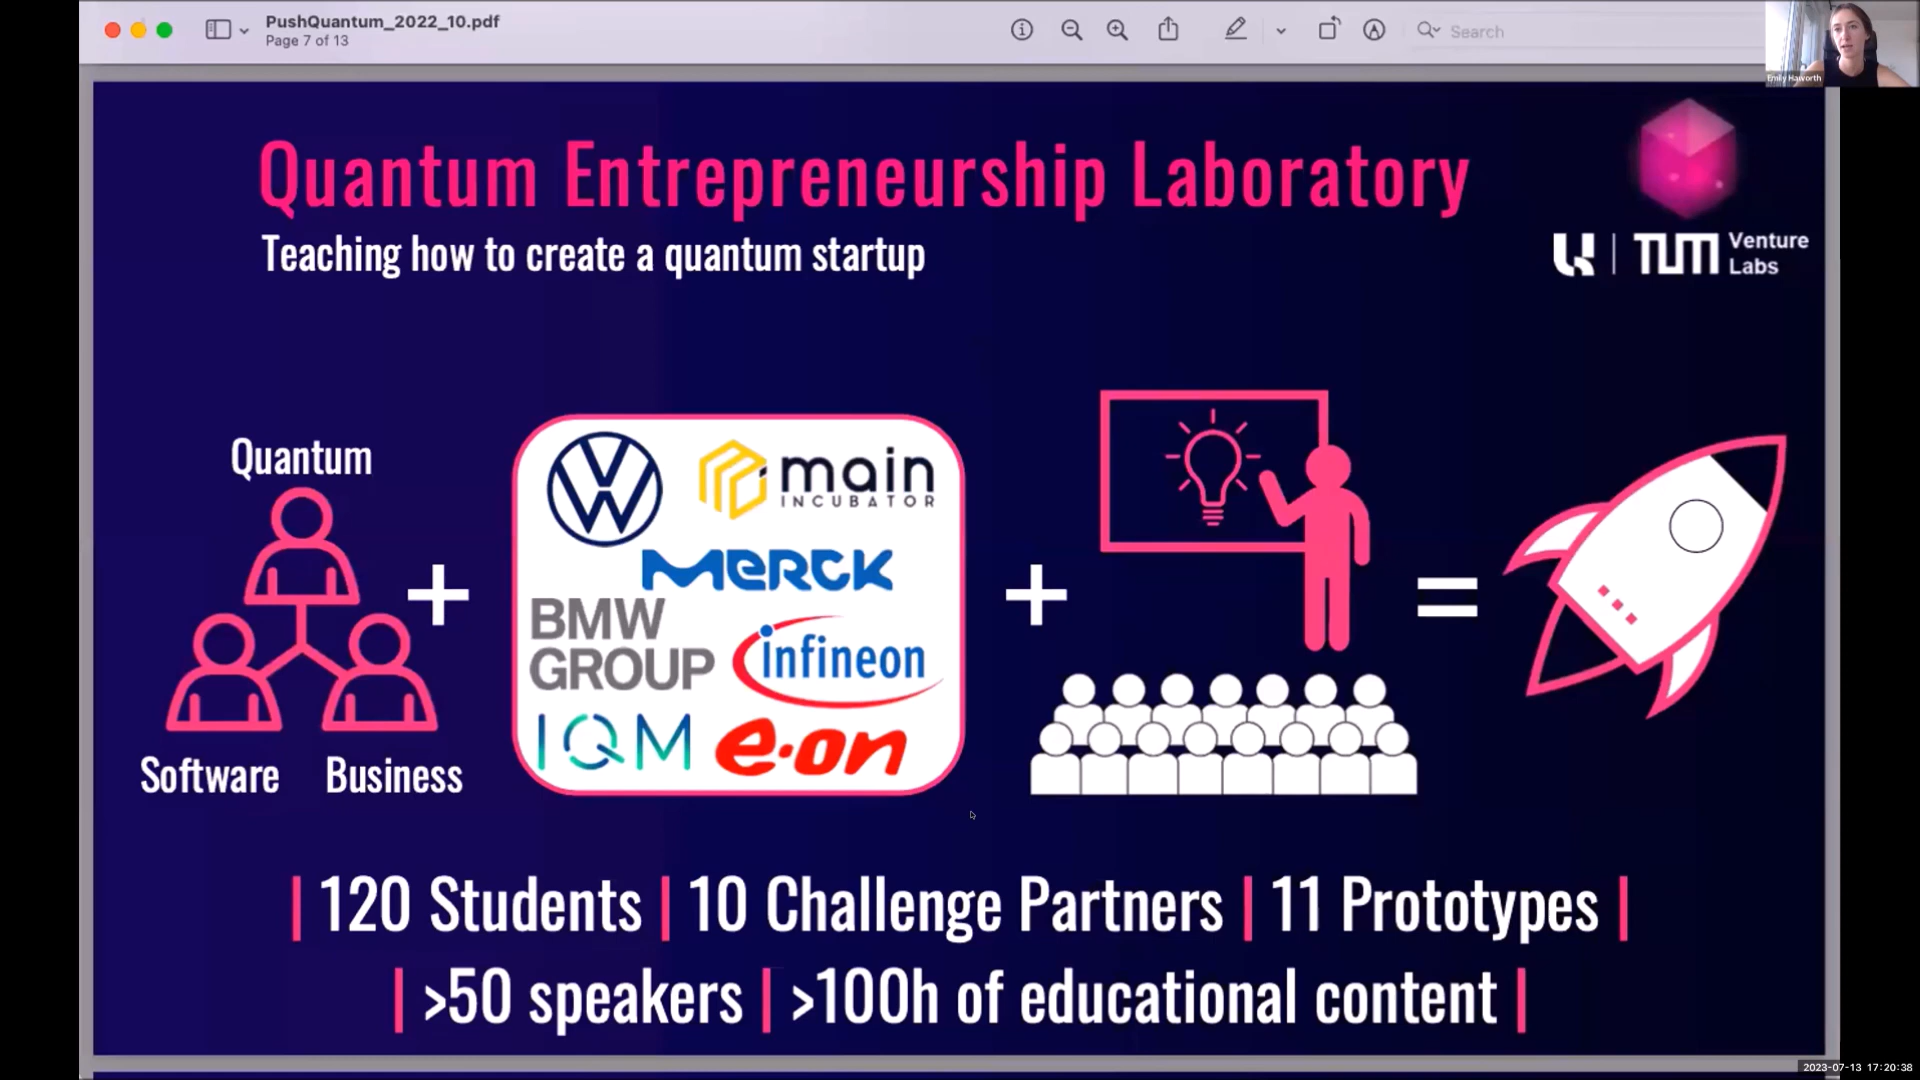 PushQuantum_2022_10.pdf
Page 7 of 13
Search
Emily Haworth
Quantum Entrepreneurship Laboratory
Teaching how to create a quantum startup
TUM Venture Labs
Quantum
Software Business
main
INCUBATOR
MERCK
BMW
GROUP
infineon
IQM
e.on
| 120 Students | 10 Challenge Partners | 11 Prototypes |
| >50 speakers | >100h of educational content |
2023-07-13 17:20:38